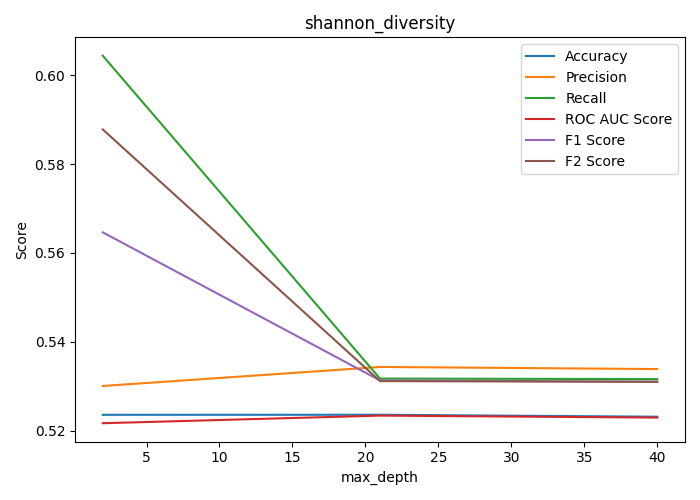 shannon_diversity
Score
0.60
0.58
0.56
0.54
0.52
Accuracy
Precision
Recall
ROC AUC Score
F1 Score
F2 Score
5 10 15 20 25 30 35 40
max_depth